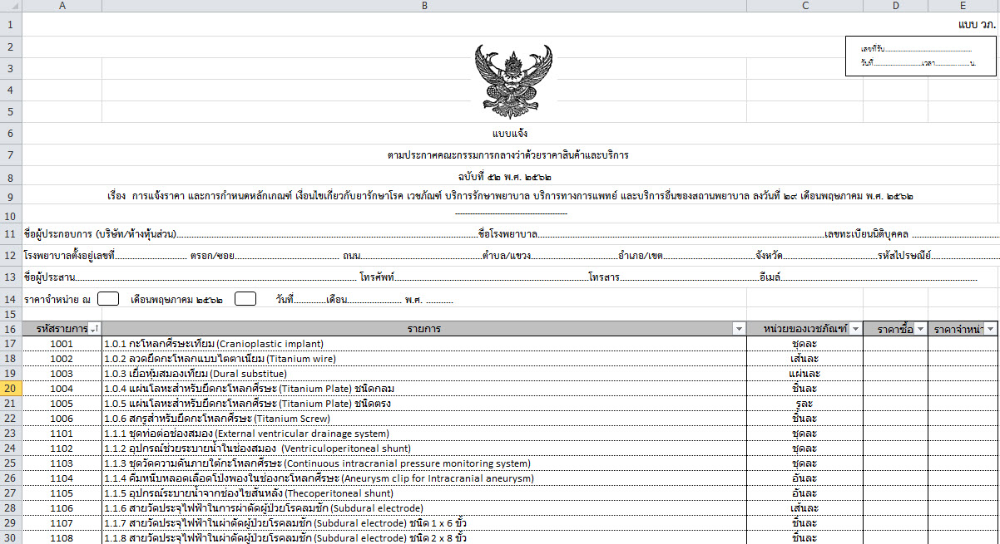 A B C D E
1 แบบ วภ.
2 เลขที่รับ............................................................
3 วันที่................................เวลา......................น.
4
5
6 แบบแจ้ง
7 ตามประกาศคณะกรรมการกลางว่าด้วยราคาสินค้าและบริการ
8 ฉบับที่ ๕๒ พ.ศ. ๒๕๖๒
9 เรื่อง การแจ้งราคา และการกำหนดหลักเกณฑ์ เงื่อนไขเกี่ยวกับยารักษาโรค เวชภัณฑ์ บริการรักษาพยาบาล บริการทางการแพทย์ และบริการอื่นของสถานพยาบาล ลงวันที่ ๒๙ เดือนพฤษภาคม พ.ศ. ๒๕๖๒
10 ---------------------------------------------
11 ชื่อผู้ประกอบการ (บริษัท/ห้างหุ้นส่วน)................................ชื่อโรงพยาบาล................................เลขทะเบียนนิติบุคคล ................................
12 โรงพยาบาลตั้งอยู่เลขที่........................ตรอก/ซอย........................ ถนน........................ตำบล/แขวง........................อำเภอ/เขต........................จังหวัด........................รหัสไปรษณีย์........................
13 ชื่อผู้ประสาน................................ โทรศัพท์................................โทรสาร................................อีเมล์................................
14 ราคาจำหน่าย ณ เดือนพฤษภาคม ๒๕๖๒ วันที่.............เดือน...................... พ.ศ. ...........
15
16 รหัสรายการ รายการ หน่วยของเวชภัณฑ์ ราคาซื้อ ราคาจำหน่า
17 1001 1.0.1 กะโหลกศีรษะเทียม (Cranioplastic implant) ชุดละ
18 1002 1.0.2 ลวดยึดกะโหลกแบบไตตาเนียม (Titanium wire) เส้นละ
19 1003 1.0.3 เยื่อหุ้มสมองเทียม (Dural substitue) แผ่นละ
20 1004 1.0.4 แผ่นโลหะสำหรับยึดกะโหลกศีรษะ (Titanium Plate) ชนิดกลม ชิ้นละ
21 1005 1.0.5 แผ่นโลหะสำหรับยึดกะโหลกศีรษะ (Titanium Plate) ชนิดตรง รูละ
22 1006 1.0.6 สกรูสำหรับยึดกะโหลกศีรษะ (Titanium Screw) ชิ้นละ
23 1101 1.1.1 ชุดท่อต่อช่องสมอง (External ventricular drainage system) ชุดละ
24 1102 1.1.2 อุปกรณ์ช่วยระบายน้ำในช่องสมอง (Ventriculoperitoneal shunt) ชุดละ
25 1103 1.1.3 ชุดวัดความดันภายใต้กะโหลกศีรษะ (Continuous intracranial pressure monitoring system) ชุดละ
26 1104 1.1.4 คีมหนีบหลอดเลือดโป่งพองในช่องกะโหลกศีรษะ (Aneurysm clip for Intracranial aneurysm) อันละ
27 1105 1.1.5 อุปกรณ์ระบายน้ำจากช่องไขสันหลัง (Thecoperitoneal shunt) อันละ
28 1106 1.1.6 สายวัดประจุไฟฟ้าในการผ่าตัดผู้ป่วยโรคลมชัก (Subdural electrode) เส้นละ
29 1107 1.1.7 สายวัดประจุไฟฟ้าในผ่าตัดผู้ป่วยโรคลมชัก (Subdural electrode) ชนิด 1 x 6 ขั้ว ชิ้นละ
30 1108 1.1.8 สายวัดประจุไฟฟ้าในผ่าตัดผู้ป่วยโรคลมชัก (Subdural electrode) ชนิด 2 x 8 ขั้ว ชิ้นละ